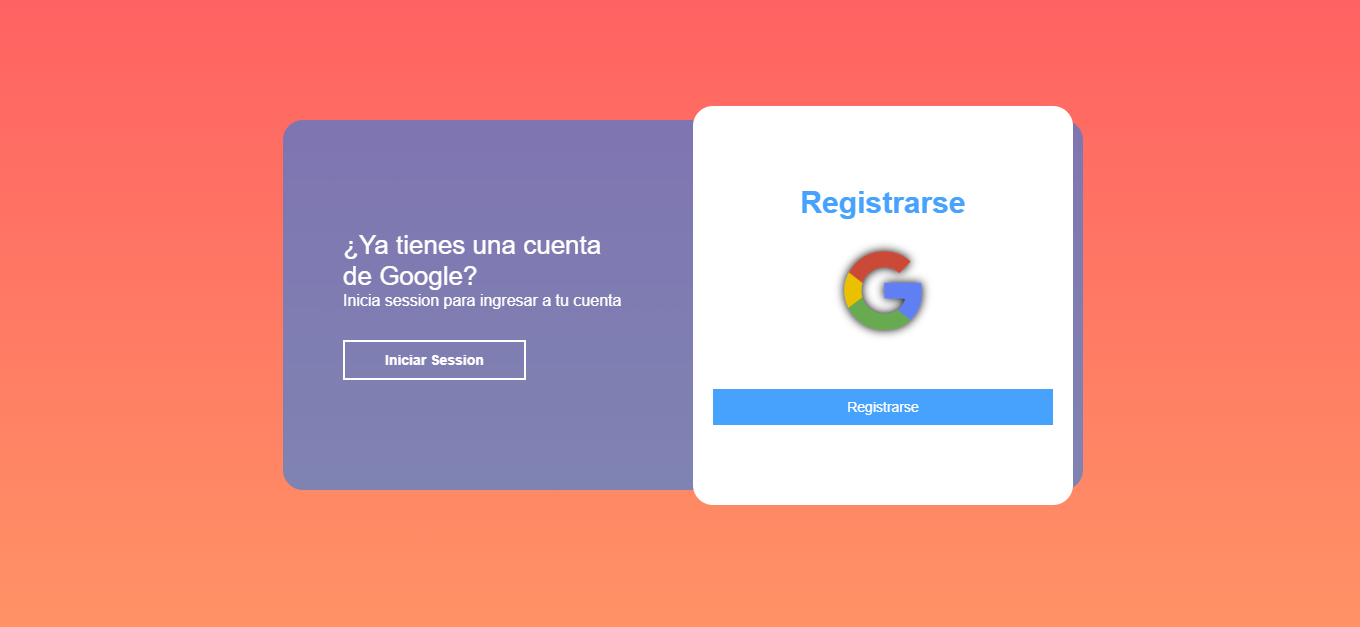 ¿Ya tienes una cuenta
de Google?
Inicia session para ingresar a tu cuenta
Iniciar Session
Registrarse
Registrarse